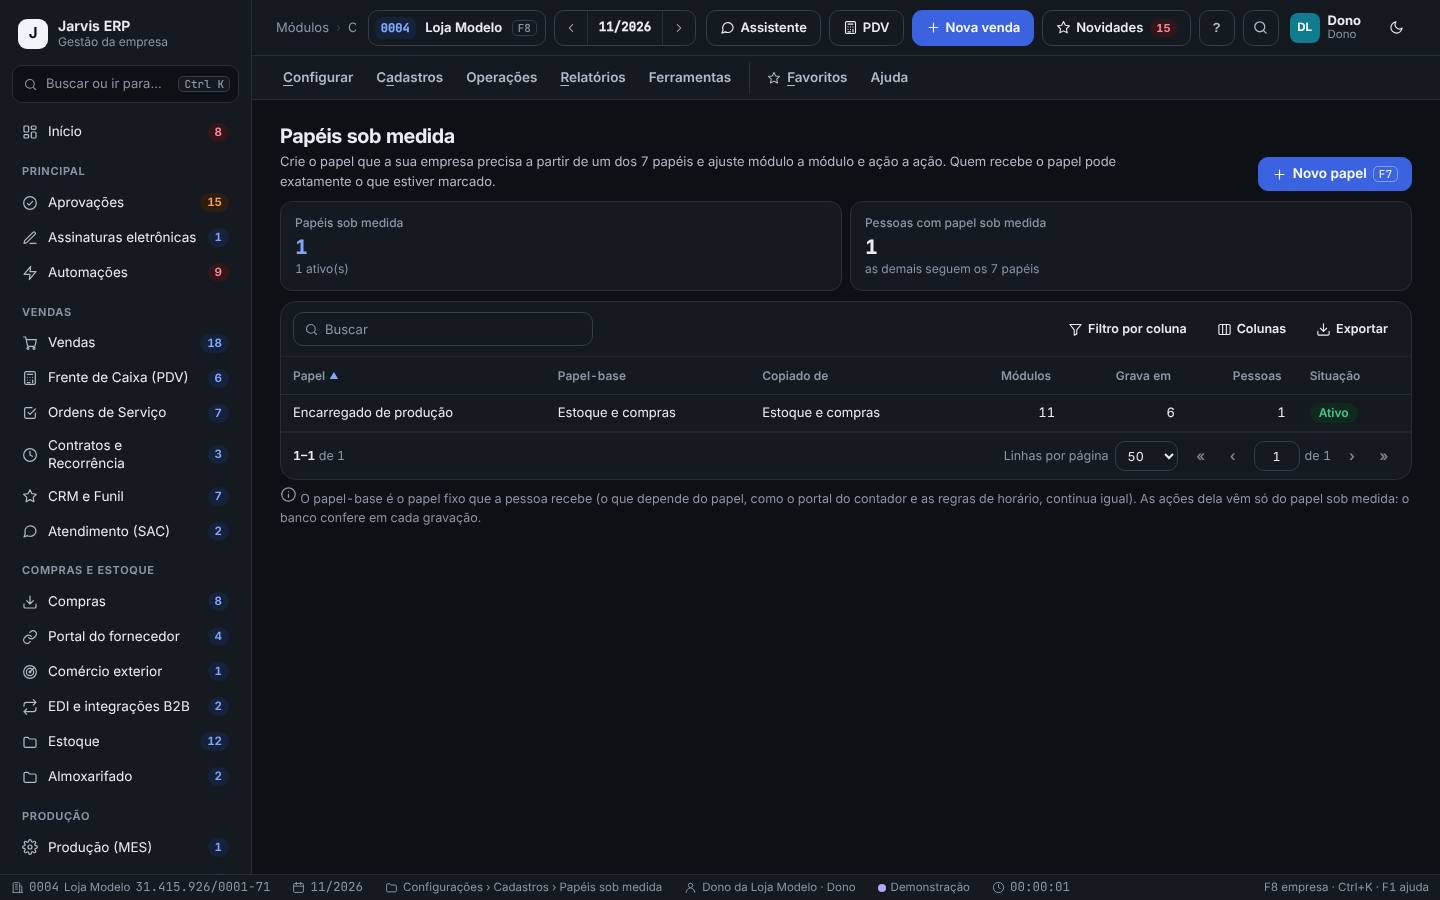 J
Jarvis ERP
Gestão da empresa
Buscar ou ir para...
Ctrl K
Início
8
PRINCIPAL
Aprovações
15
Assinaturas eletrônicas
1
Automações
9
VENDAS
Vendas
18
Frente de Caixa (PDV)
6
Ordens de Serviço
7
Contratos e
Recorrência
3
CRM e Funil
7
Atendimento (SAC)
2
COMPRAS E ESTOQUE
Compras
8
Portal do fornecedor
4
Comércio exterior
1
EDI e integrações B2B
2
Estoque
12
Almoxarifado
2
PRODUÇÃO
Produção (MES)
1
Módulos › C
0004 Loja Modelo F8
‹ 11/2026 ›
Assistente
PDV
+ Nova venda
Novidades 15
?
DL
Dono
Dono
Configurar
Cadastros
Operações
Relatórios
Ferramentas
Favoritos
Ajuda
Papéis sob medida
Crie o papel que a sua empresa precisa a partir de um dos 7 papéis e ajuste módulo a módulo e ação a ação. Quem recebe o papel pode
exatamente o que estiver marcado.
+ Novo papel F7
Papéis sob medida
1
1 ativo(s)
Pessoas com papel sob medida
1
as demais seguem os 7 papéis
Buscar
Filtro por coluna
Colunas
Exportar
Papel ▲ Papel-base Copiado de Módulos Grava em Pessoas Situação
Encarregado de produção Estoque e compras Estoque e compras 11 6 1 Ativo
1–1 de 1
Linhas por página 50 « ‹ 1 de 1 › »
O papel-base é o papel fixo que a pessoa recebe (o que depende do papel, como o portal do contador e as regras de horário, continua igual). As ações dela vêm só do papel sob medida: o
banco confere em cada gravação.
0004 Loja Modelo 31.415.926/0001-71
11/2026
Configurações › Cadastros › Papéis sob medida
Dono da Loja Modelo · Dono
Demonstração
00:00:01
F8 empresa · Ctrl+K · F1 ajuda